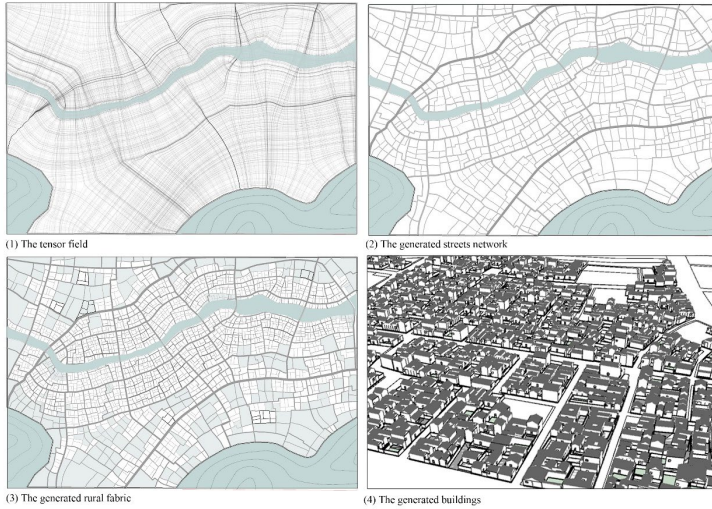 (1) The tensor field
(2) The generated streets network
(3) The generated rural fabric
(4) The generated buildings